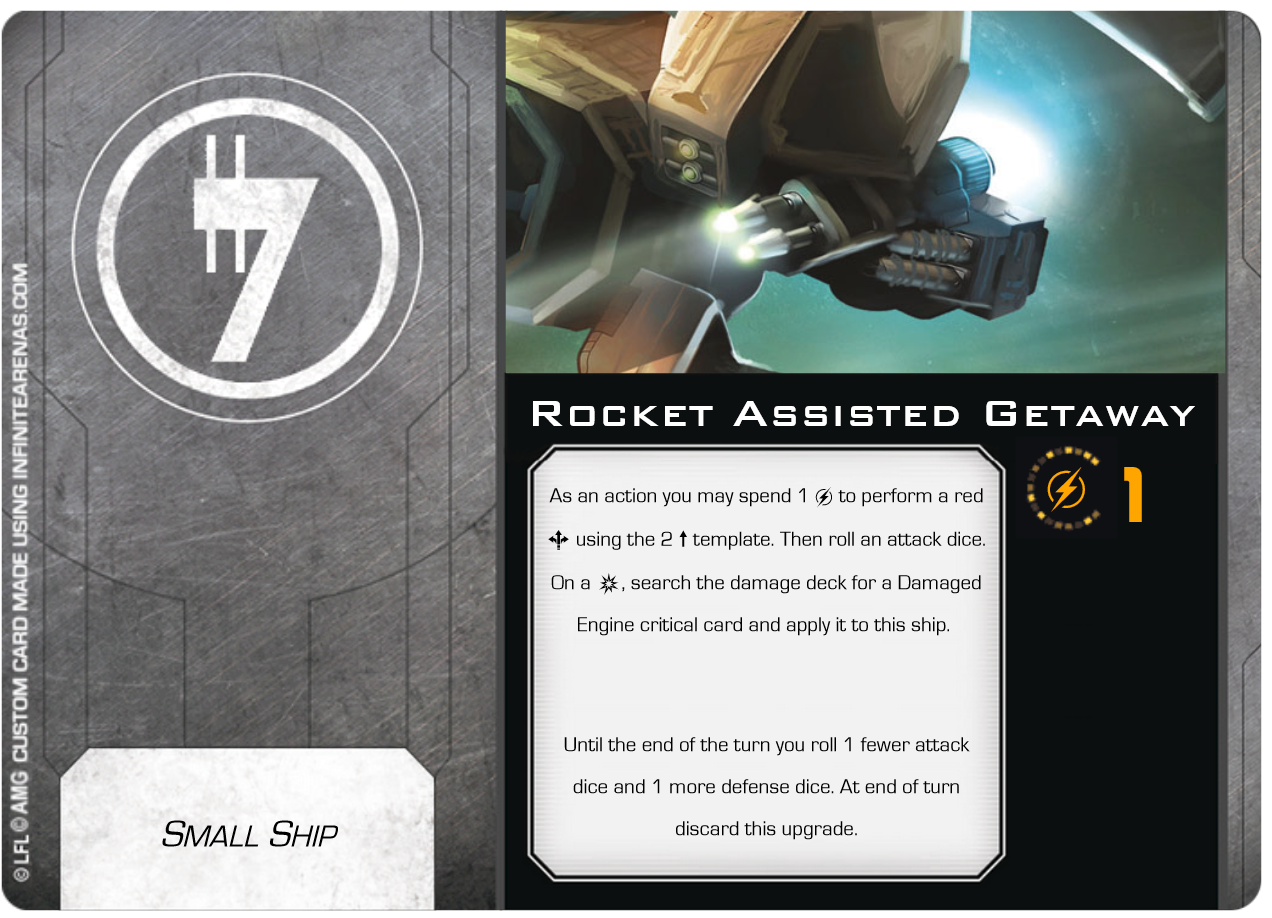 © LFL © AMG CUSTOM CARD MADE USING INFINITEARENAS.COM
ROCKET ASSISTED GETAWAY
As an action you may spend 1 to perform a red
using the 2 template. Then roll an attack dice.
On a , search the damage deck for a Damaged
Engine critical card and apply it to this ship.
1
Until the end of the turn you roll 1 fewer attack
dice and 1 more defense dice. At end of turn
discard this upgrade.
SMALL SHIP